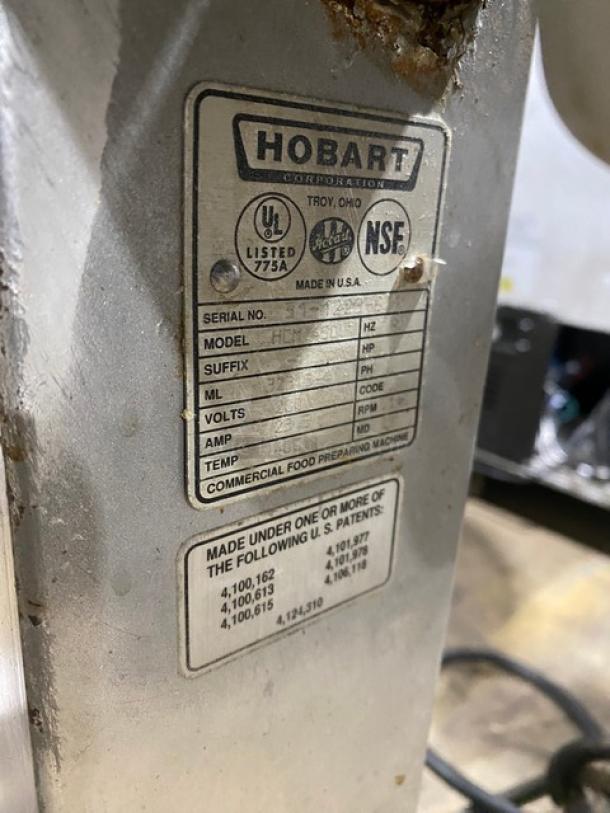 HOBART
CORPORATION
TROY, OHIO
UL
LISTED
775A
Hobart
NSF
MADE IN U.S.A.
SERIAL NO.
MODEL HZ
SUFFIX HP
ML PH
VOLTS CODE
AMP RPM
TEMP MD
COMMERCIAL FOOD PREPARING MACHINE
MADE UNDER ONE OR MORE OF
THE FOLLOWING U. S. PATENTS:
4,100,162 4,101,977
4,100,613 4,101,978
4,100,615 4,106,118
4,124,310